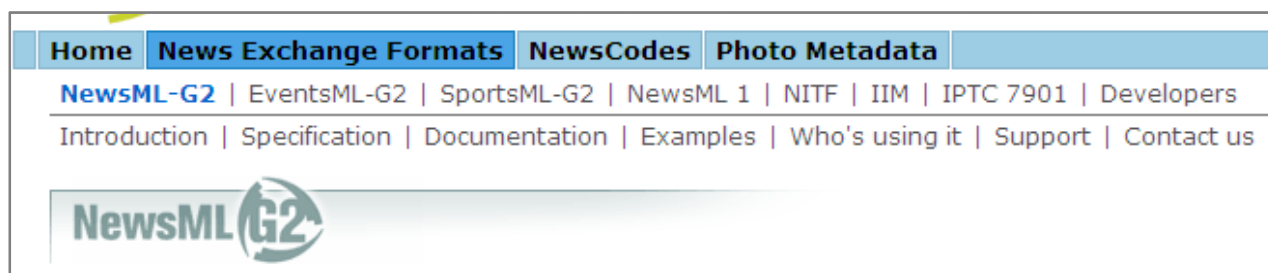 Home News Exchange Formats NewsCodes Photo Metadata
NewsML-G2 | EventsML-G2 | SportsML-G2 | NewsML 1 | NITF | IIM | IPTC 7901 | Developers
Introduction | Specification | Documentation | Examples | Who's using it | Support | Contact us
NewsML G2